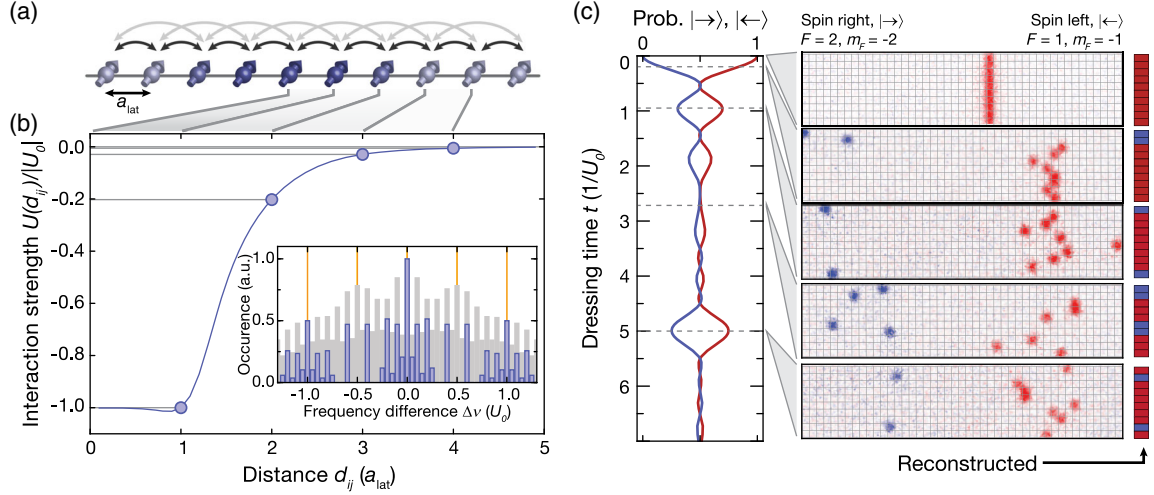 (a)
a_lat
(b)
Interaction strength U(d_ij)/|U_0|
0.0
-0.2
-0.4
-0.6
-0.8
-1.0
0
1
2
3
4
5
Distance d_ij (a_lat)
Occurence (a.u.)
1.0
0.5
0.0
-1.0
-0.5
0.0
0.5
1.0
Frequency difference Δν (U_0)
(c)
Prob. |→⟩, |←⟩
0
1
Dressing time t (1/U_0)
0
1
2
3
4
5
6
Spin right, |→⟩
F = 2, m_F = -2
Spin left, |←⟩
F = 1, m_F = -1
Reconstructed